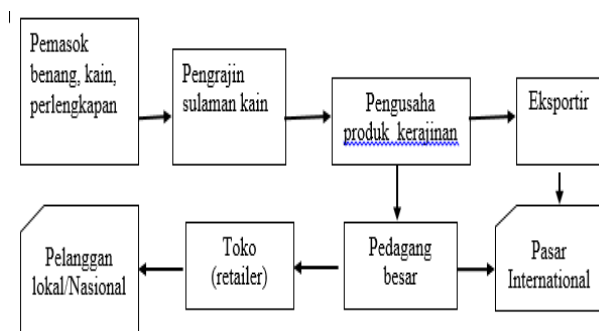 Pemasok
benang, kain,
perlengkapan
Pengrajin
sulaman kain
Pengusaha
produk kerajinan
Eksportir
Pelanggan
lokal/Nasional
Toko
(retailer)
Pedagang
besar
Pasar
International